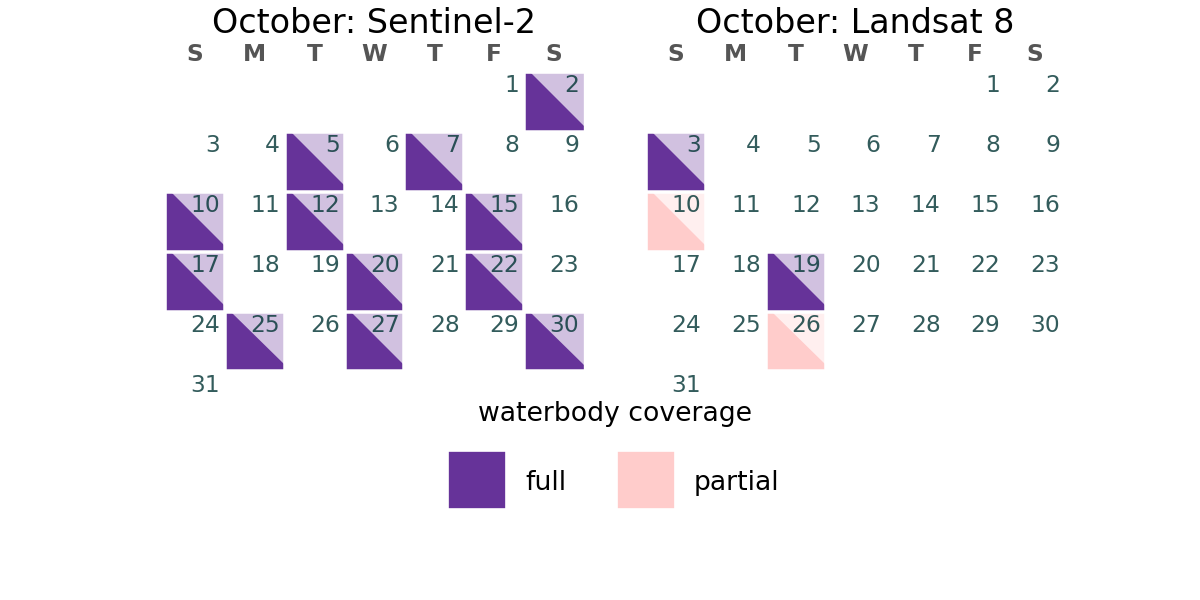 October: Sentinel-2
S M T W T F S
1 2
3 4 5 6 7 8 9
10 11 12 13 14 15 16
17 18 19 20 21 22 23
24 25 26 27 28 29 30
31
October: Landsat 8
S M T W T F S
1 2
3 4 5 6 7 8 9
10 11 12 13 14 15 16
17 18 19 20 21 22 23
24 25 26 27 28 29 30
31
waterbody coverage
full partial